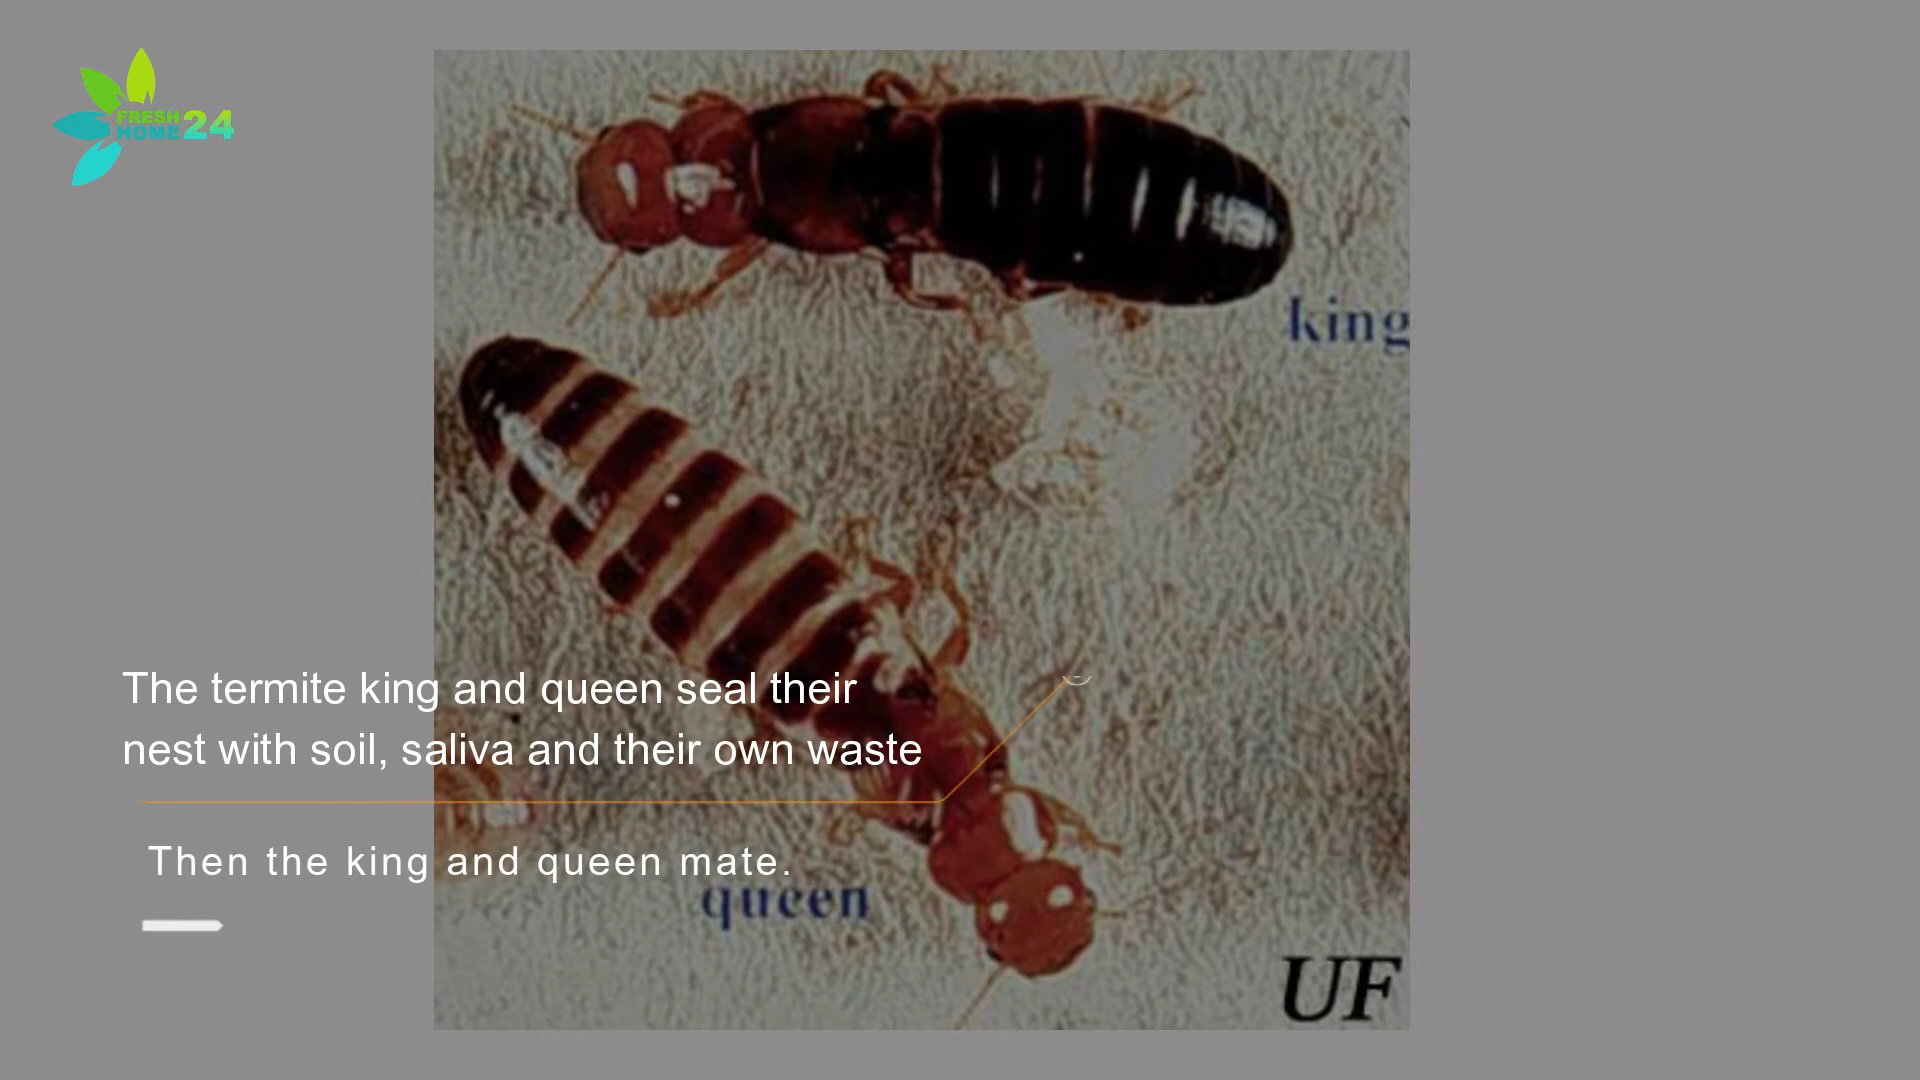 FRESH
HOME 24
king
The termite king and queen seal their
nest with soil, saliva and their own waste
Then the king and queen mate.
queen
UF